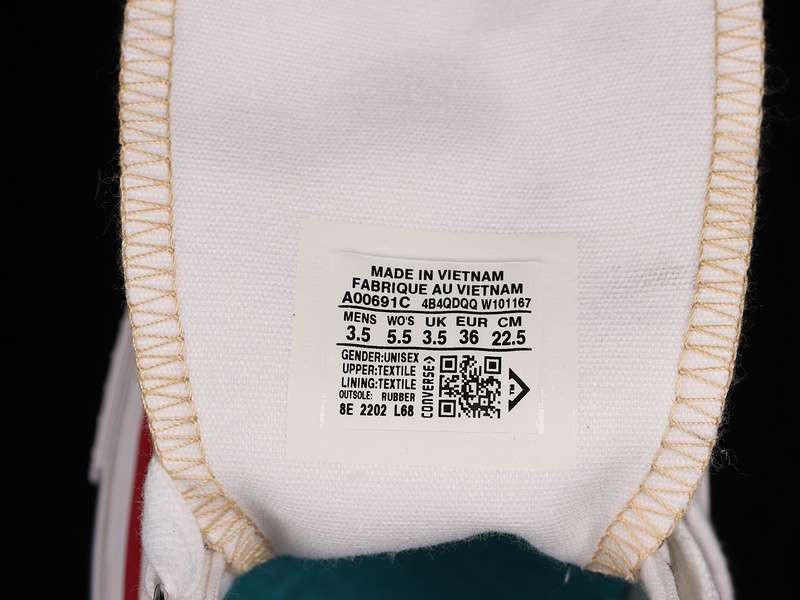 MADE IN VIETNAM
FABRIQUE AU VIETNAM
A00691C 4B4QDQQ W101167
MENS WO'S UK EUR CM
3.5 5.5 3.5 36 22.5
GENDER:UNISEX
UPPER:TEXTILE
LINING:TEXTILE
OUTSOLE: RUBBER
8E 2202 L68
CONVERSE
TM